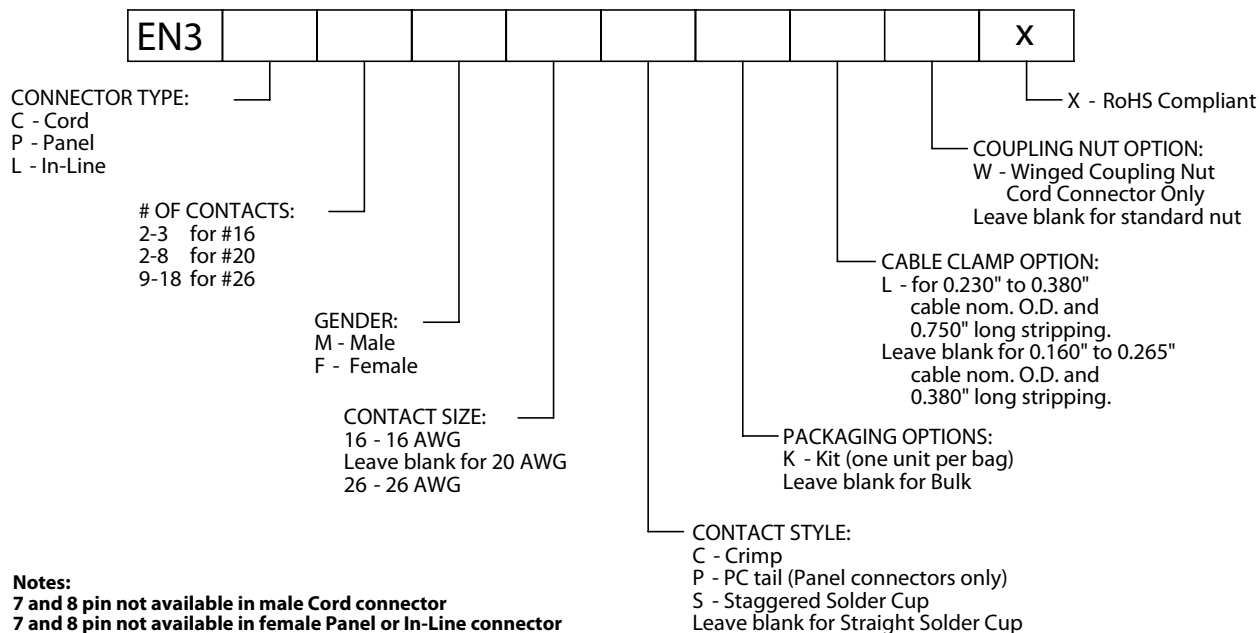 EN3 X
CONNECTOR TYPE:
C - Cord
P - Panel
L - In-Line
X - RoHS Compliant
COUPLING NUT OPTION:
W - Winged Coupling Nut
Cord Connector Only
Leave blank for standard nut
# OF CONTACTS:
2-3 for #16
2-8 for #20
9-18 for #26
CABLE CLAMP OPTION:
L - for 0.230" to 0.380"
cable nom. O.D. and
0.750" long stripping.
Leave blank for 0.160" to 0.265"
cable nom. O.D. and
0.380" long stripping.
GENDER:
M - Male
F - Female
CONTACT SIZE:
16 - 16 AWG
Leave blank for 20 AWG
26 - 26 AWG
PACKAGING OPTIONS:
K - Kit (one unit per bag)
Leave blank for Bulk
CONTACT STYLE:
C - Crimp
P - PC tail (Panel connectors only)
S - Staggered Solder Cup
Leave blank for Straight Solder Cup
Notes:
7 and 8 pin not available in male Cord connector
7 and 8 pin not available in female Panel or In-Line connector